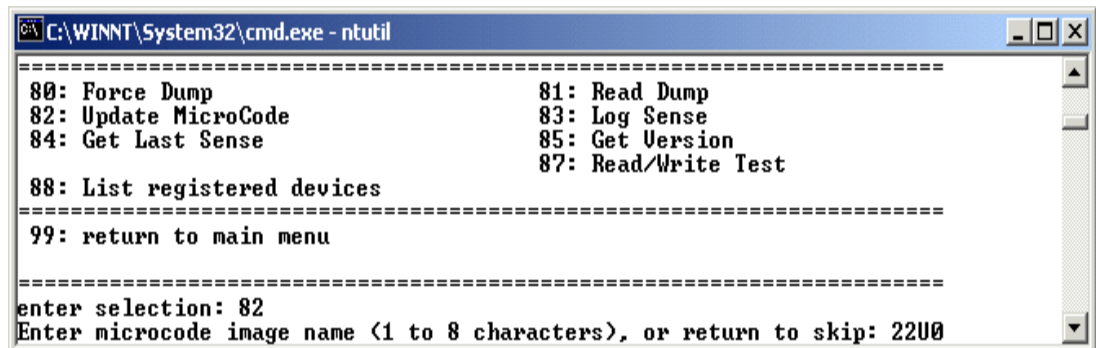 C:\WINNT\System32\cmd.exe - ntutil
======================================================================
80: Force Dump 81: Read Dump
82: Update MicroCode 83: Log Sense
84: Get Last Sense 85: Get Version
87: Read/Write Test
88: List registered devices
======================================================================
99: return to main menu
======================================================================
enter selection: 82
Enter microcode image name (1 to 8 characters), or return to skip: 22U0